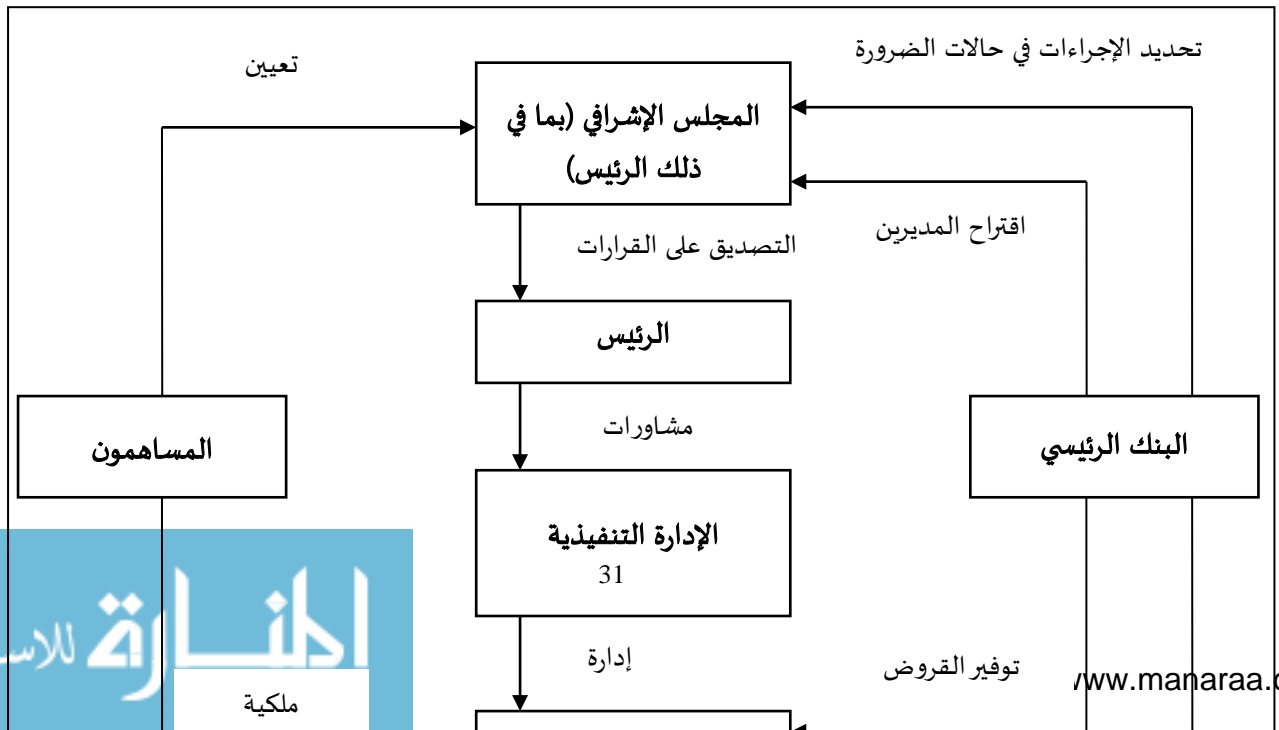 تحديد الإجراءات في حالات الضرورة
تعيين
المجلس الإشرافي (بما في
ذلك الرئيس)
اقتراح المديرين
التصديق على القرارات
الرئيس
مشاورات
البنك الرئيسي
المساهمون
الإدارة التنفيذية
31
إدارة
توفير القروض
المنارة
ملكية
www.manaraa